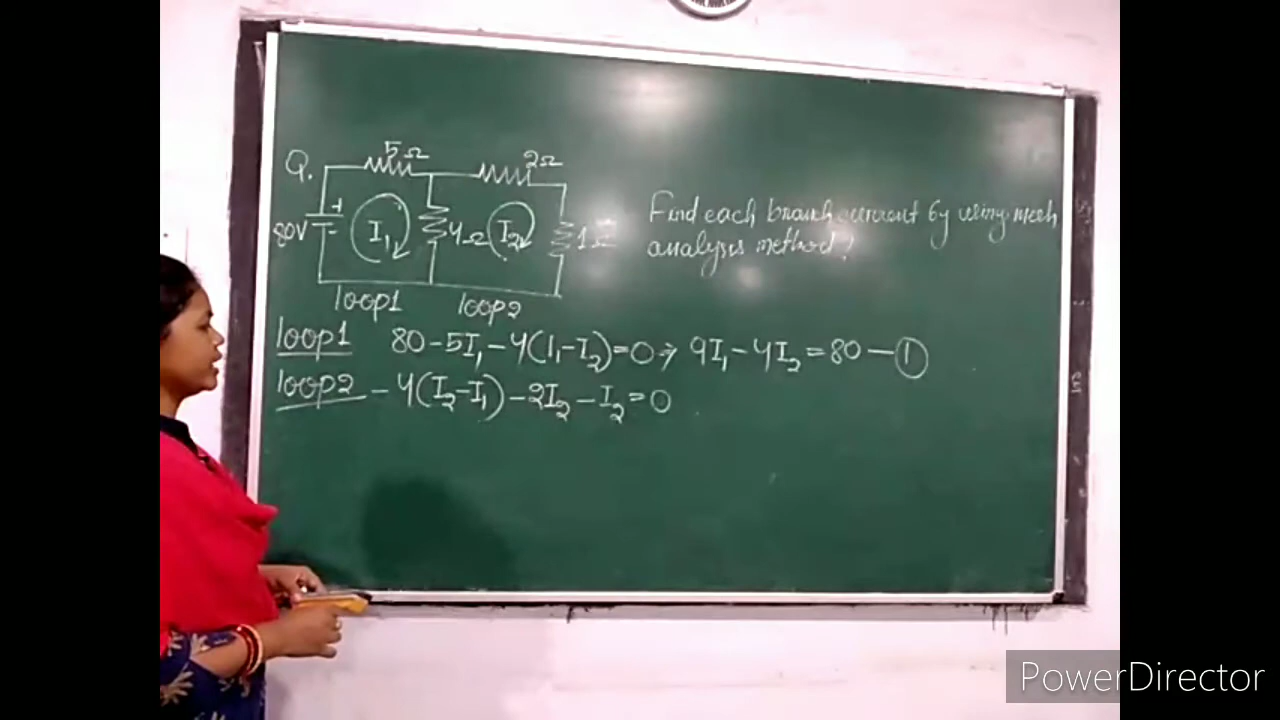 Q.
5Ω
2Ω
80V
+
-
I₁
4Ω
I₂
1Ω
loop1
loop2
Find each branch current by using mesh
analysis method?
loop1 80-5I₁-4(I₁-I₂)=0→ 9I₁-4I₂=80-①
loop2 -4(I₂-I₁)-2I₂-I₂=0
PowerDirector